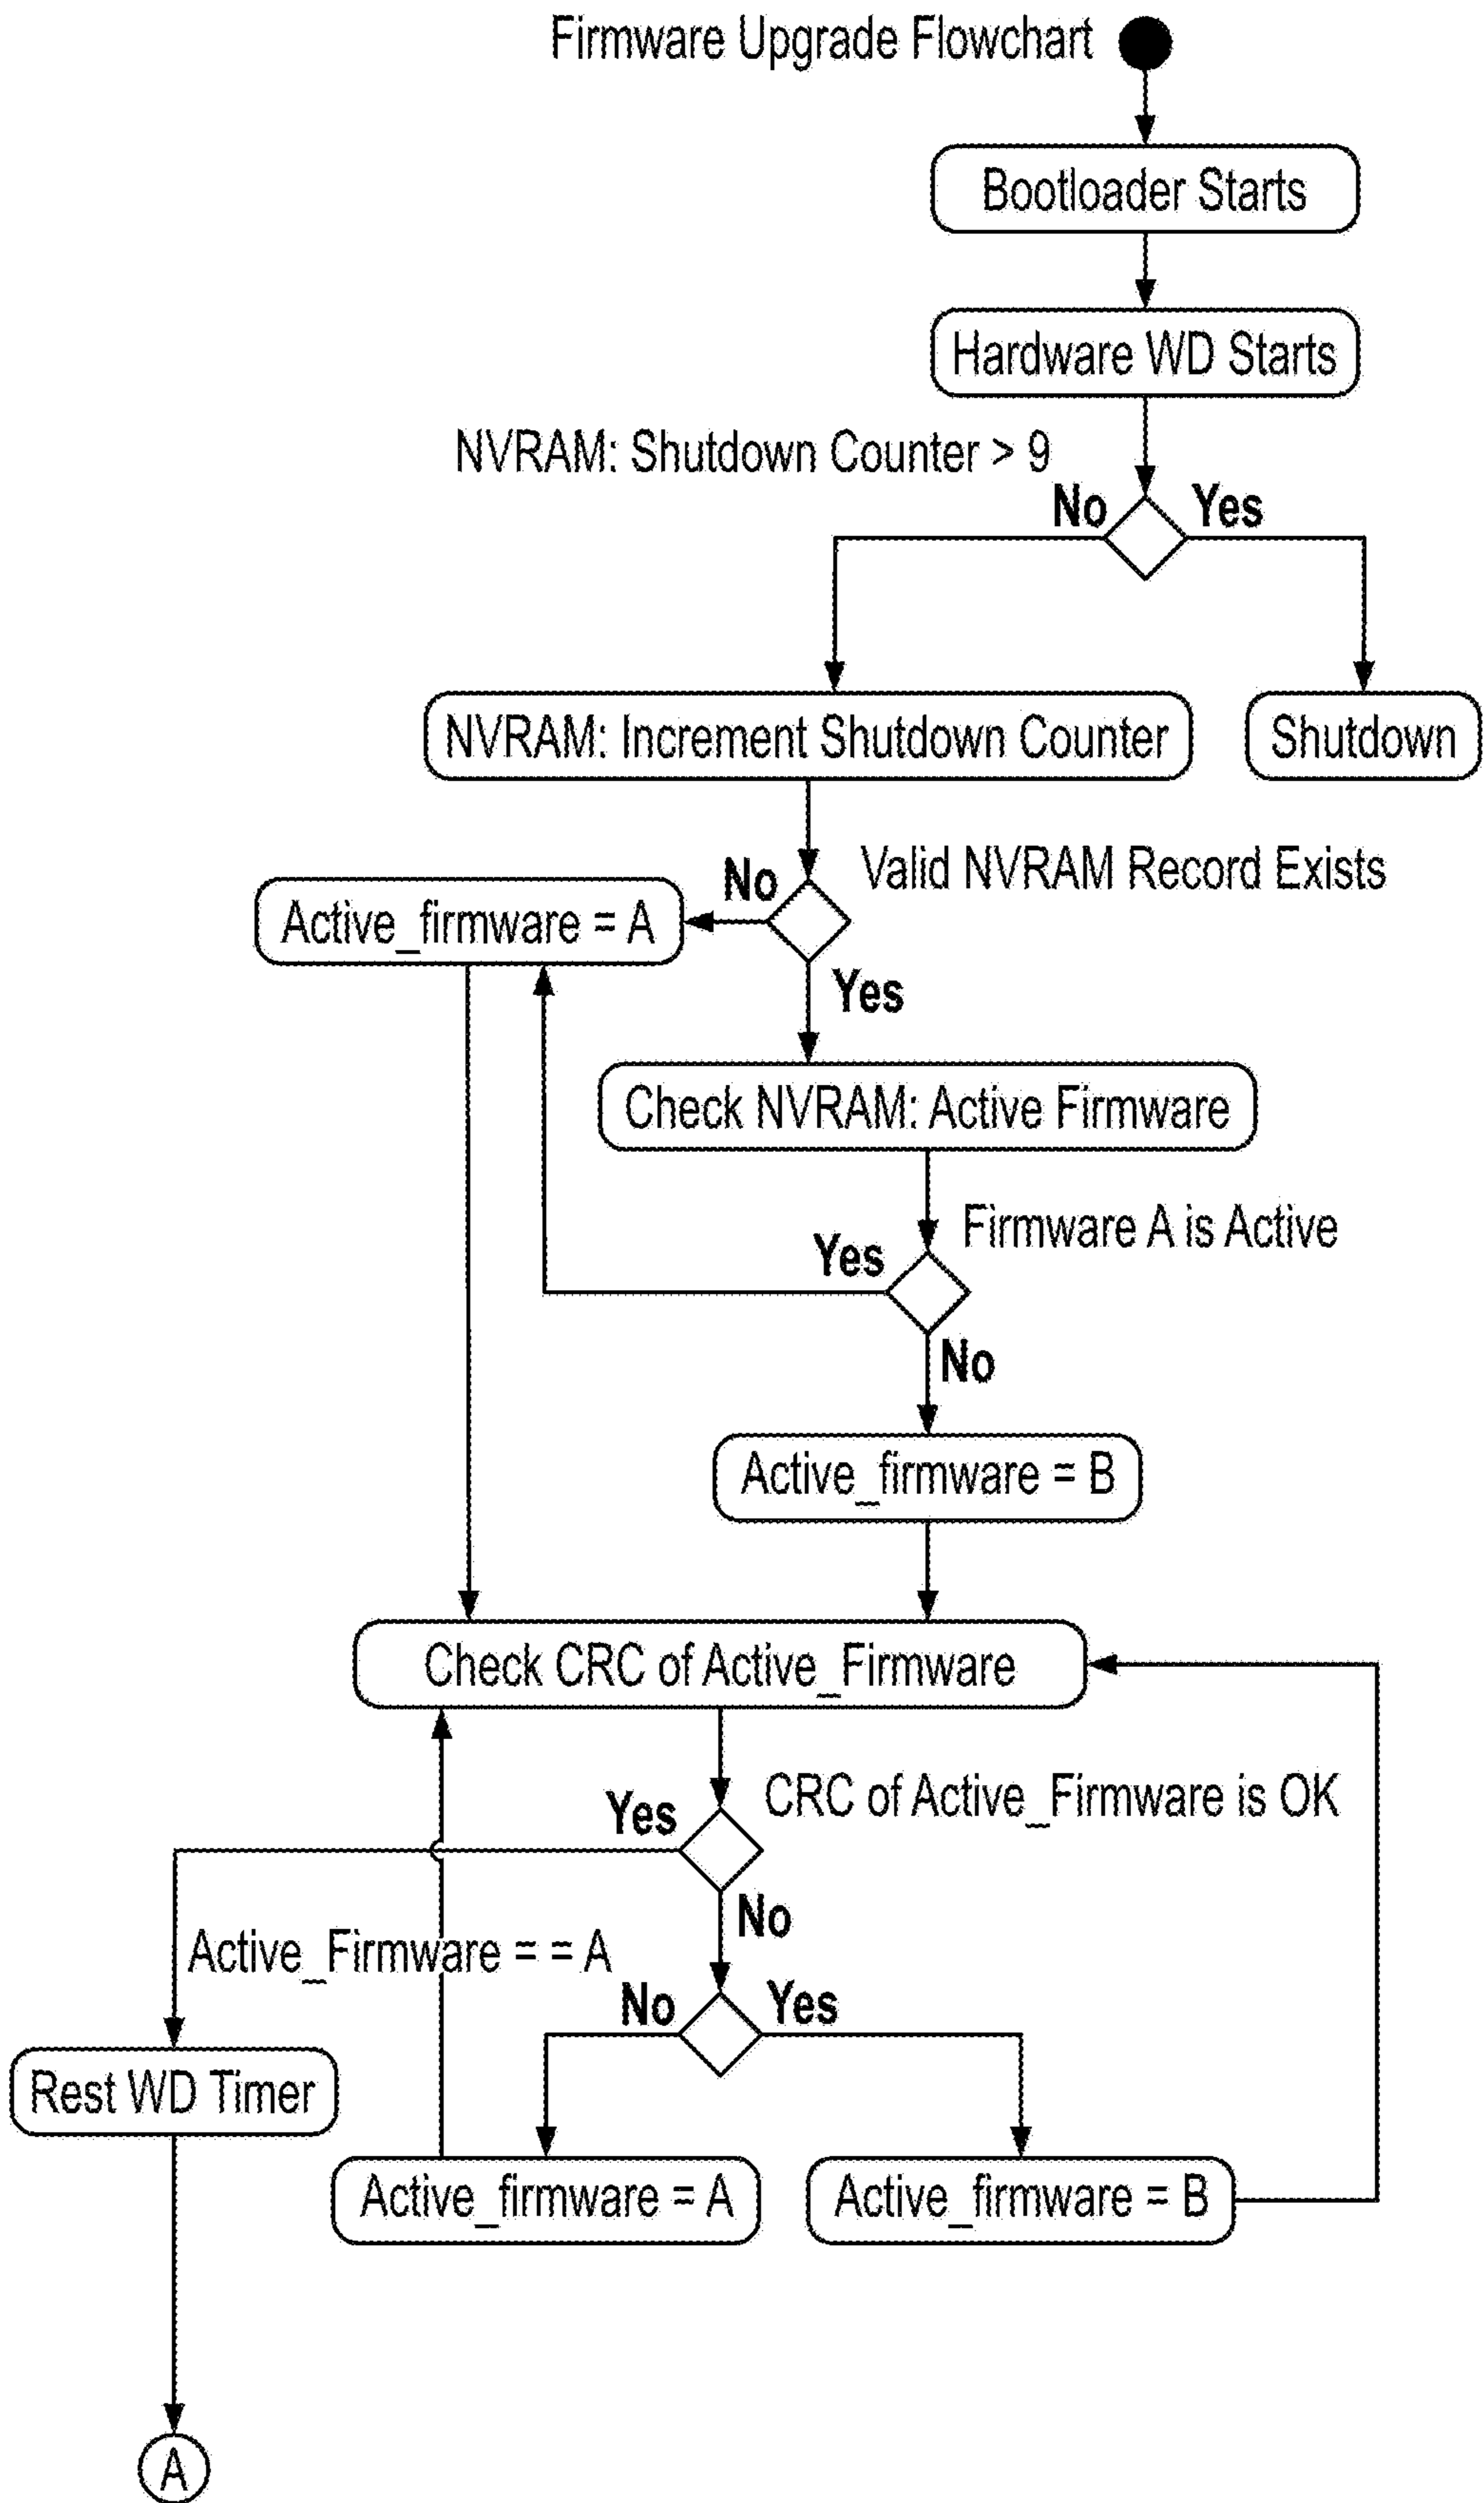 Firmware Upgrade Flowchart
Bootloader Starts
Hardware WD Starts
NVRAM: Shutdown Counter > 9
No
Yes
NVRAM: Increment Shutdown Counter
Shutdown
Valid NVRAM Record Exists
No
Active_firmware = A
Yes
Check NVRAM: Active Firmware
Firmware A is Active
Yes
No
Active_firmware = B
Check CRC of Active_Firmware
CRC of Active_Firmware is OK
Yes
No
Active_Firmware = = A
No
Yes
Rest WD Timer
Active_firmware = A
Active_firmware = B
A